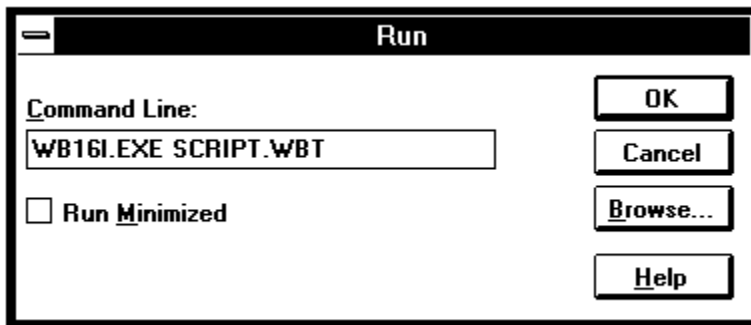 Run
Command Line:
WB16I.EXE SCRIPT.WBT
Run Minimized
OK
Cancel
Browse...
Help